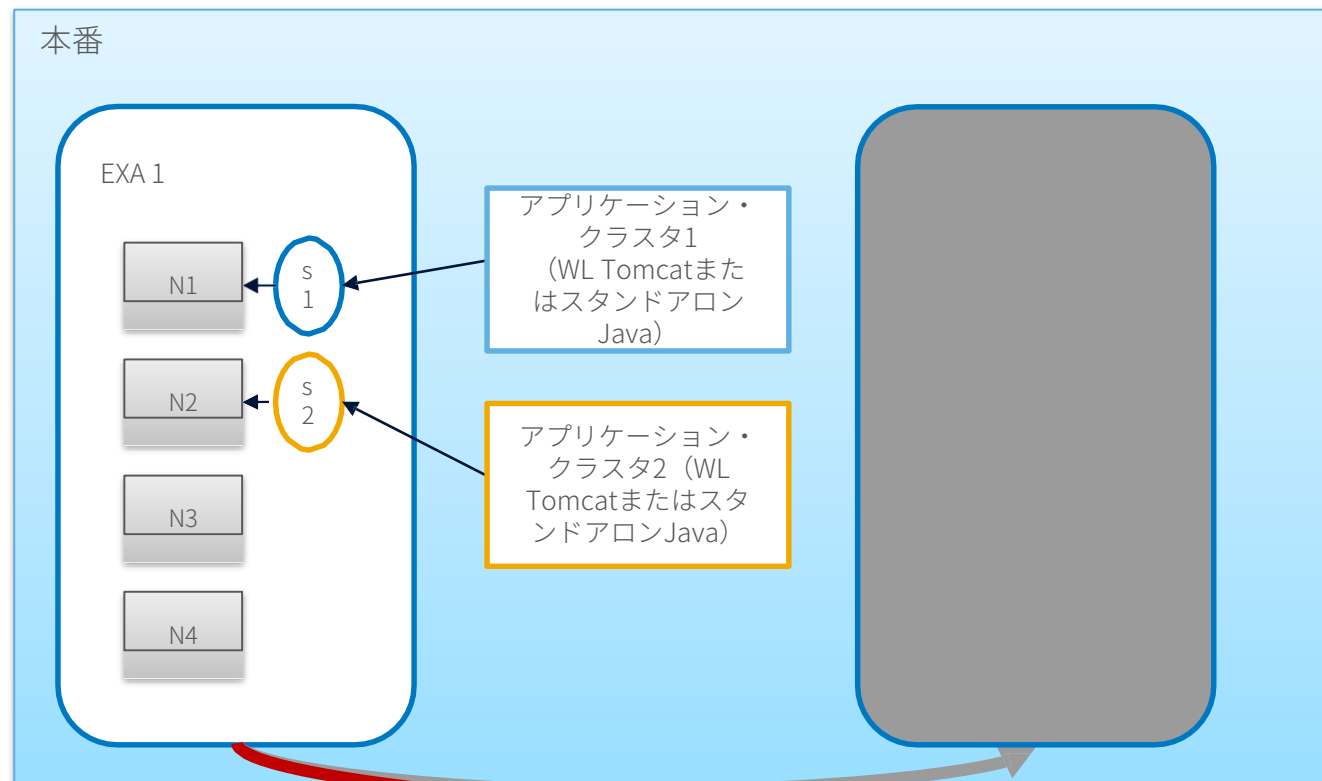 本番
EXA 1
N1
S
1
アプリケーション・
クラスタ1
（WL Tomcatまた
はスタンドアロン
Java）
N2
S
2
アプリケーション・
クラスタ2（WL
Tomcatまたはスタ
ンドアロンJava）
N3
N4